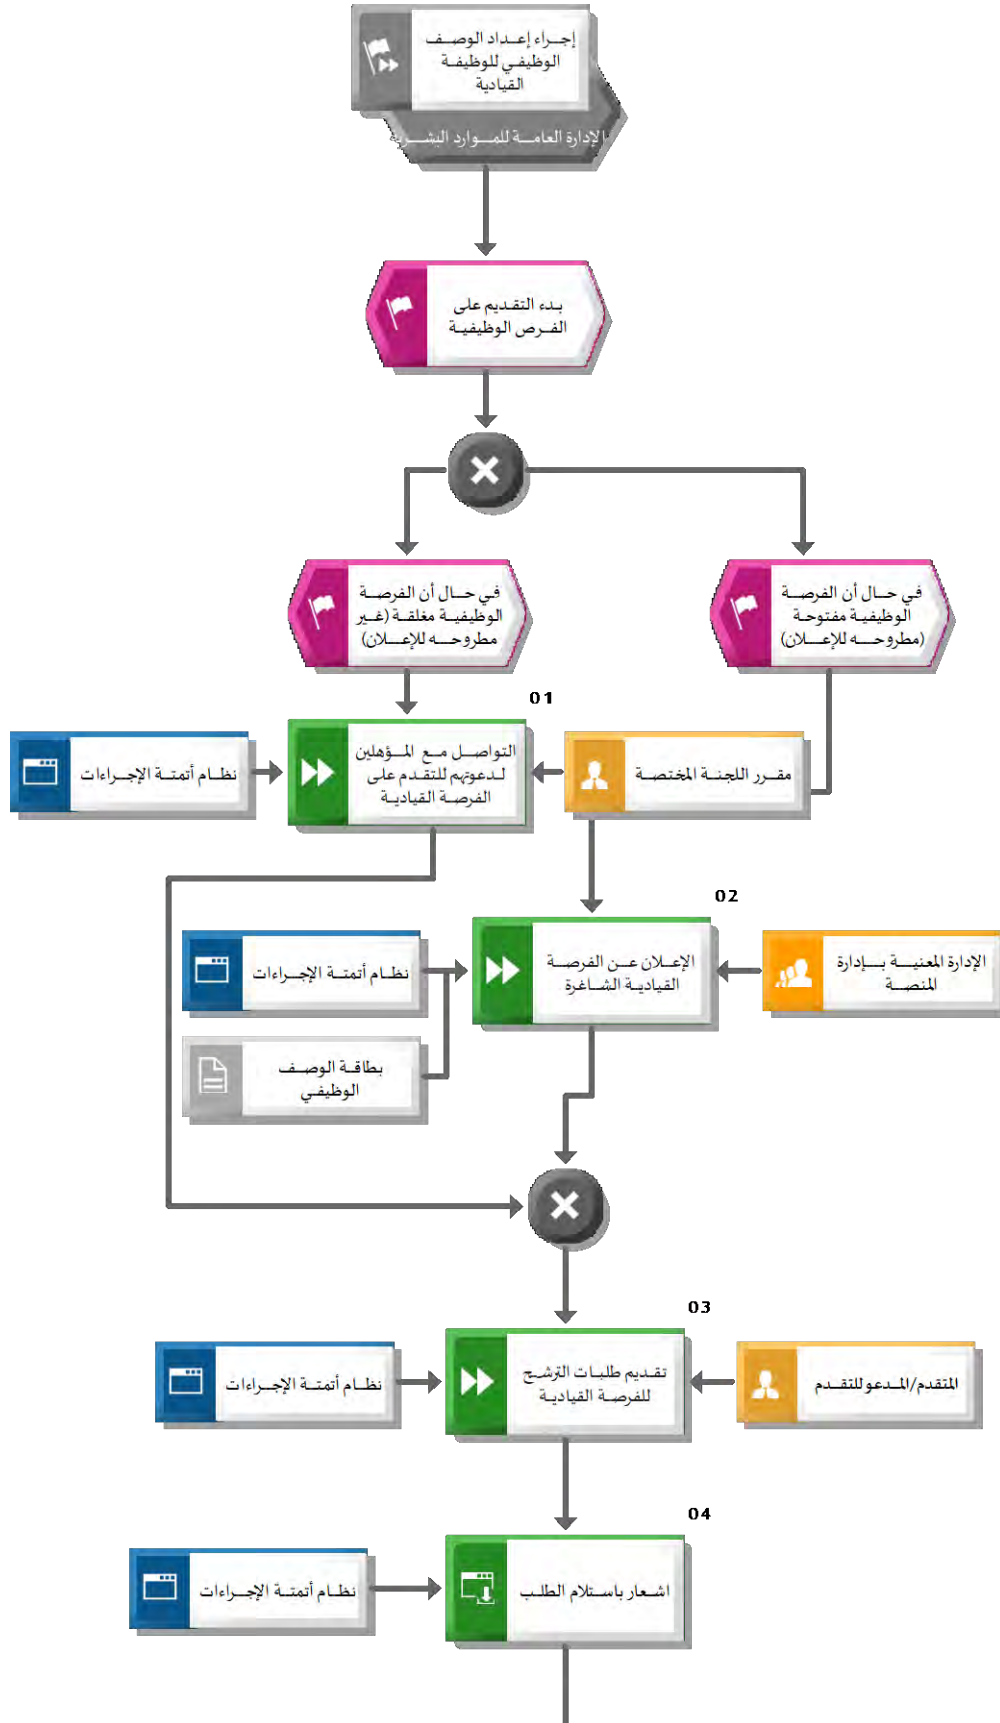 إجراء إعداد الوصف
الوظيفي للوظيفة
القيادية
الإدارة العامة للموارد البشرية
بدء التقديم على
الفرص الوظيفية
في حال أن الفرصة
الوظيفية مفتوحة
(مطروحه للإعلان)
في حال أن الفرصة
الوظيفية مغلقة (غير
مطروحه للإعلان)
01
مقرر اللجنة المختصة
التواصل مع المؤهلين
لدعوتهم للتقدم على
الفرصة القيادية
نظام أتمتة الإجراءات
02
الإدارة المعنية بإدارة
المنصة
الإعلان عن الفرصة
القيادية الشاغرة
نظام أتمتة الإجراءات
بطاقة الوصف
الوظيفي
03
المتقدم/المدعو للتقدم
تقديم طلبات الترشح
للفرصة القيادية
نظام أتمتة الإجراءات
04
اشعار باستلام الطلب
نظام أتمتة الإجراءات